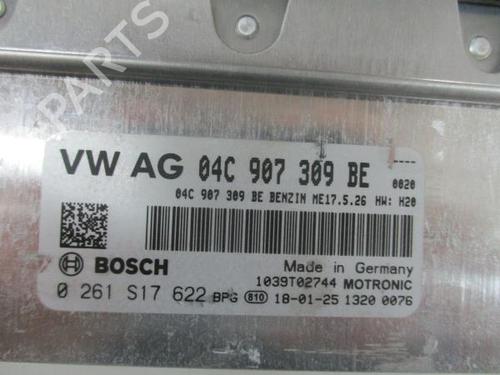 PARTS
VW AG 04C 907 309 BE ----
0020
04C 907 309 BE BENZIN ME17.5.26 HW: H20
BOSCH
Made in Germany
1039T02744 MOTRONIC
0 261 S17 622 BPG 810 18-01-25 1320 0076